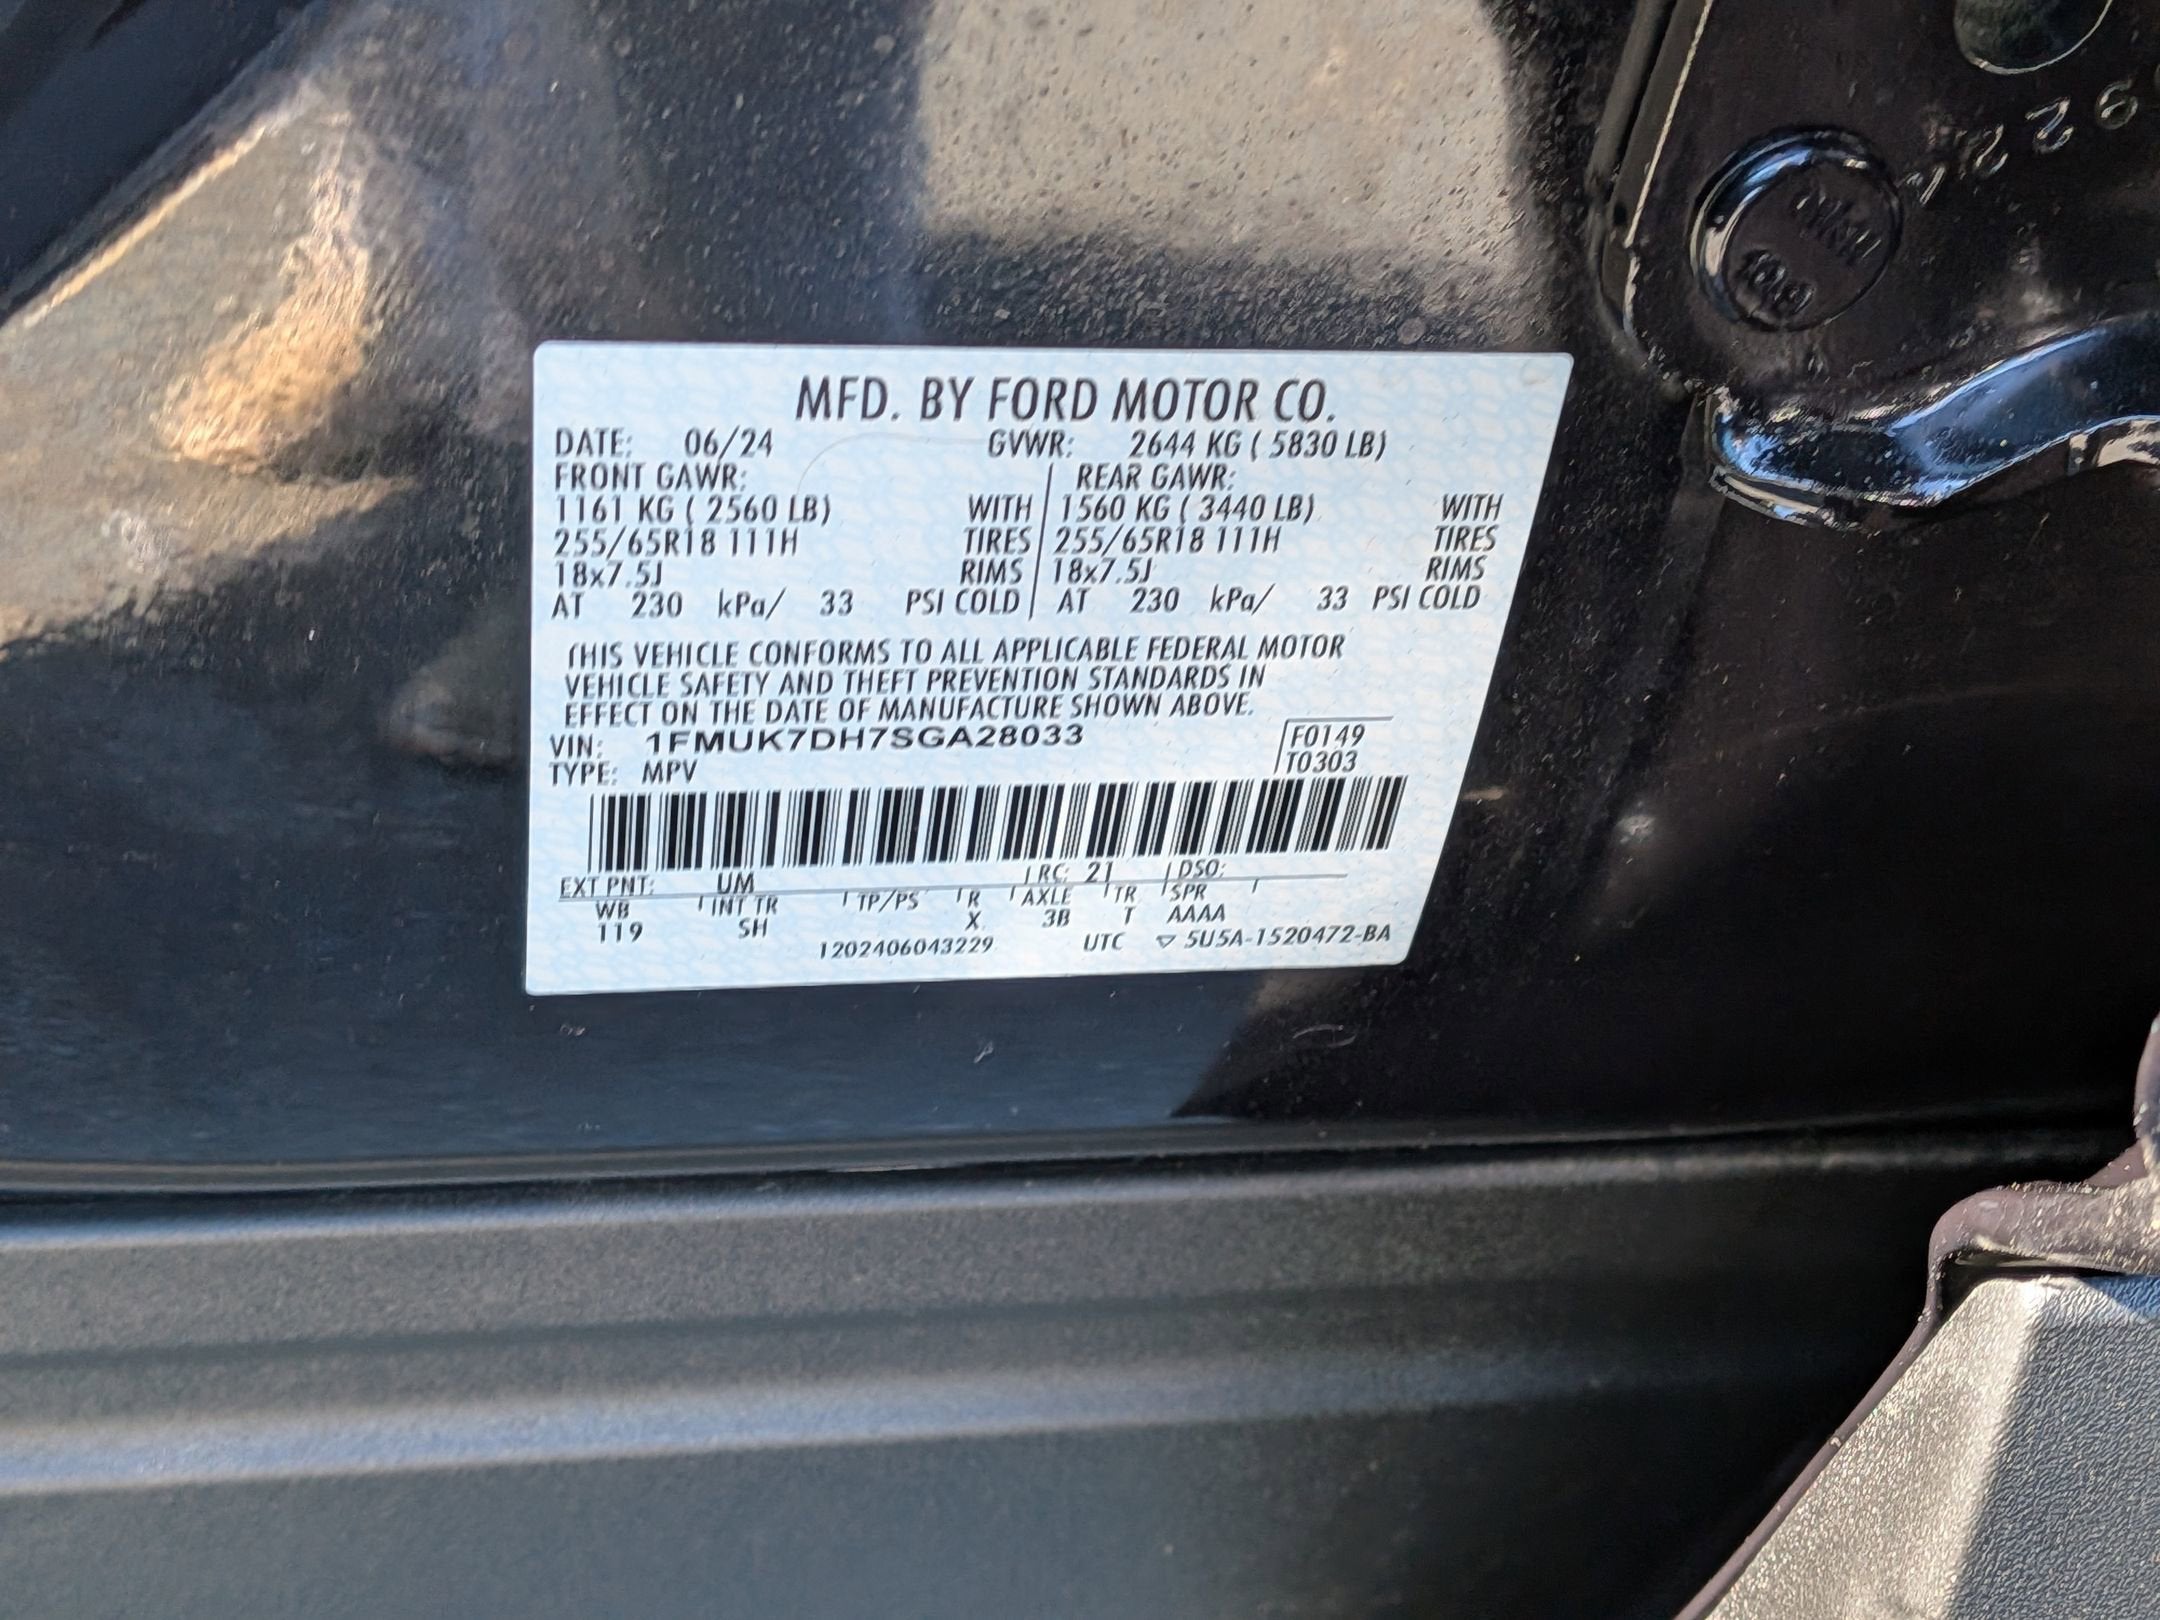 MFD. BY FORD MOTOR CO.
DATE: 06/24 GVWR: 2644 KG ( 5830 LB)
FRONT GAWR: REAR GAWR:
1161 KG ( 2560 LB) WITH 1560 KG ( 3440 LB) WITH
255/65R18 111H TIRES 255/65R18 111H TIRES
18x7.5J RIMS 18x7.5J RIMS
AT 230 kPa/ 33 PSI COLD AT 230 kPa/ 33 PSI COLD
THIS VEHICLE CONFORMS TO ALL APPLICABLE FEDERAL MOTOR
VEHICLE SAFETY AND THEFT PREVENTION STANDARDS IN
EFFECT ON THE DATE OF MANUFACTURE SHOWN ABOVE.
VIN: 1FMUK7DH7SGA28033 F0149
TYPE: MPV T0303
EXT PNT: UM RC: 21 DSO:
WB INT TR TP/PS R AXLE TR SPR
119 SH X 3B T AAAA
1202406043229 UTC ▽ 5U5A-1520472-BA